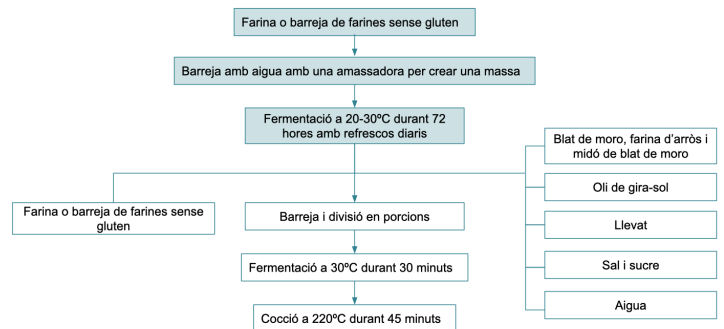 Farina o barreja de farines sense gluten
Barreja amb aigua amb una amassadora per crear una massa
Fermentació a 20-30ºC durant 72
hores amb refrescos diaris
Blat de moro, farina d'arròs i
midó de blat de moro
Oli de gira-sol
Farina o barreja de farines sense
gluten
Barreja i divisió en porcions
Llevat
Fermentació a 30ºC durant 30 minuts
Sal i sucre
Aigua
Cocció a 220ºC durant 45 minuts